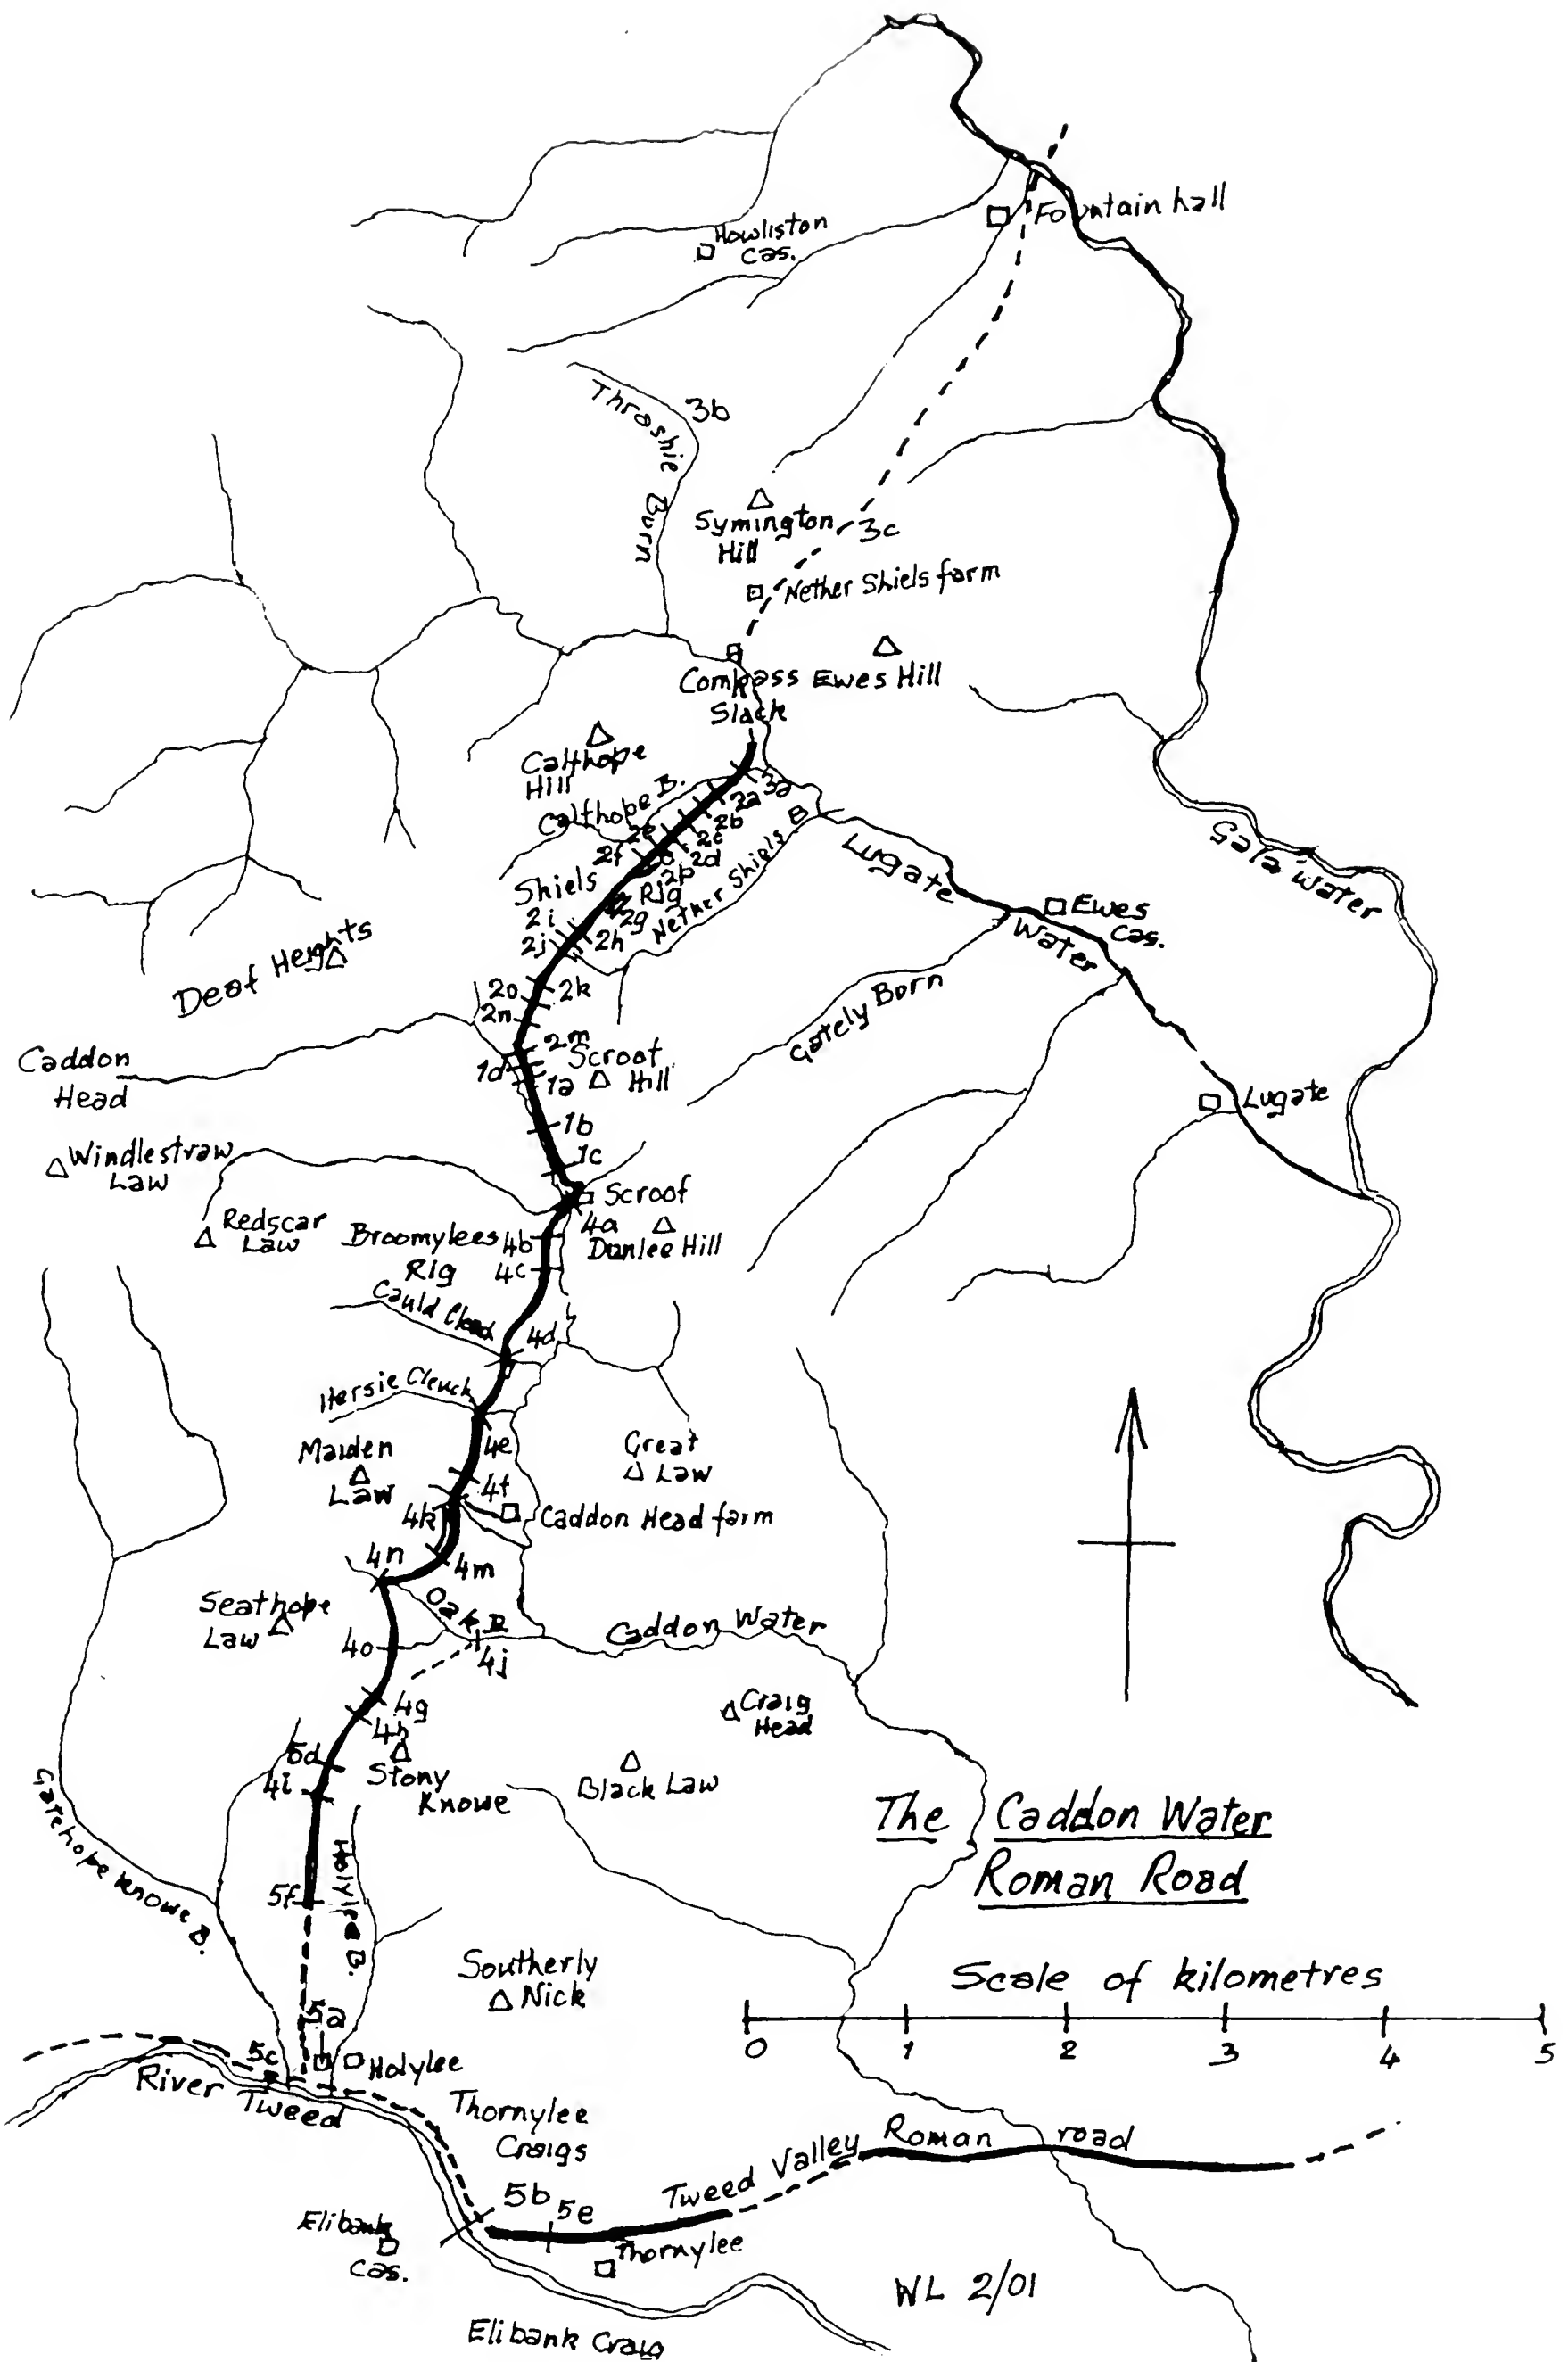 Fountainhall
Howliston
Cas.
Thrashie Burn
3b
Symington
Hill
3c
Nether Shiels farm
Compass
Slack
Ewes Hill
Calthope
Hill
Calthope B.
3a
2a
2b
2c
2d
2e
2f
2p
Shiels Rig
2g
2h
2i
2j
Nether Shiels B
Lugate Water
Gala Water
Ewes
Cas.
Deaf Heights
2o
2k
2n
2m
Gately Burn
Caddon
Head
1d
1a
Scroof
Hill
Lugate
1b
1c
Windlestraw
Law
Scroof
Redscar
Law
Broomylees
Rig
4a
4b
4c
Dunlee Hill
Cauld
4d
Hersie Cleuch
4e
Maiden
Law
Great
Law
4f
4k
Caddon Head farm
4n
4m
Oak B
Seathope
Law
4o
4j
Caddon Water
4g
4h
Craig
Head
5d
4i
Stony
Knowe
Black Law
Gatehope Knowe B.
Holylee B.
5f
The Caddon Water
Roman Road
Southerly
Nick
Scale of kilometres
0 1 2 3 4 5
5a
5c
Holylee
River Tweed
Thornylee
Craigs
Tweed Valley Roman road
5b
5e
Elibank
Cas.
Thornylee
WL 2/01
Elibank Craig